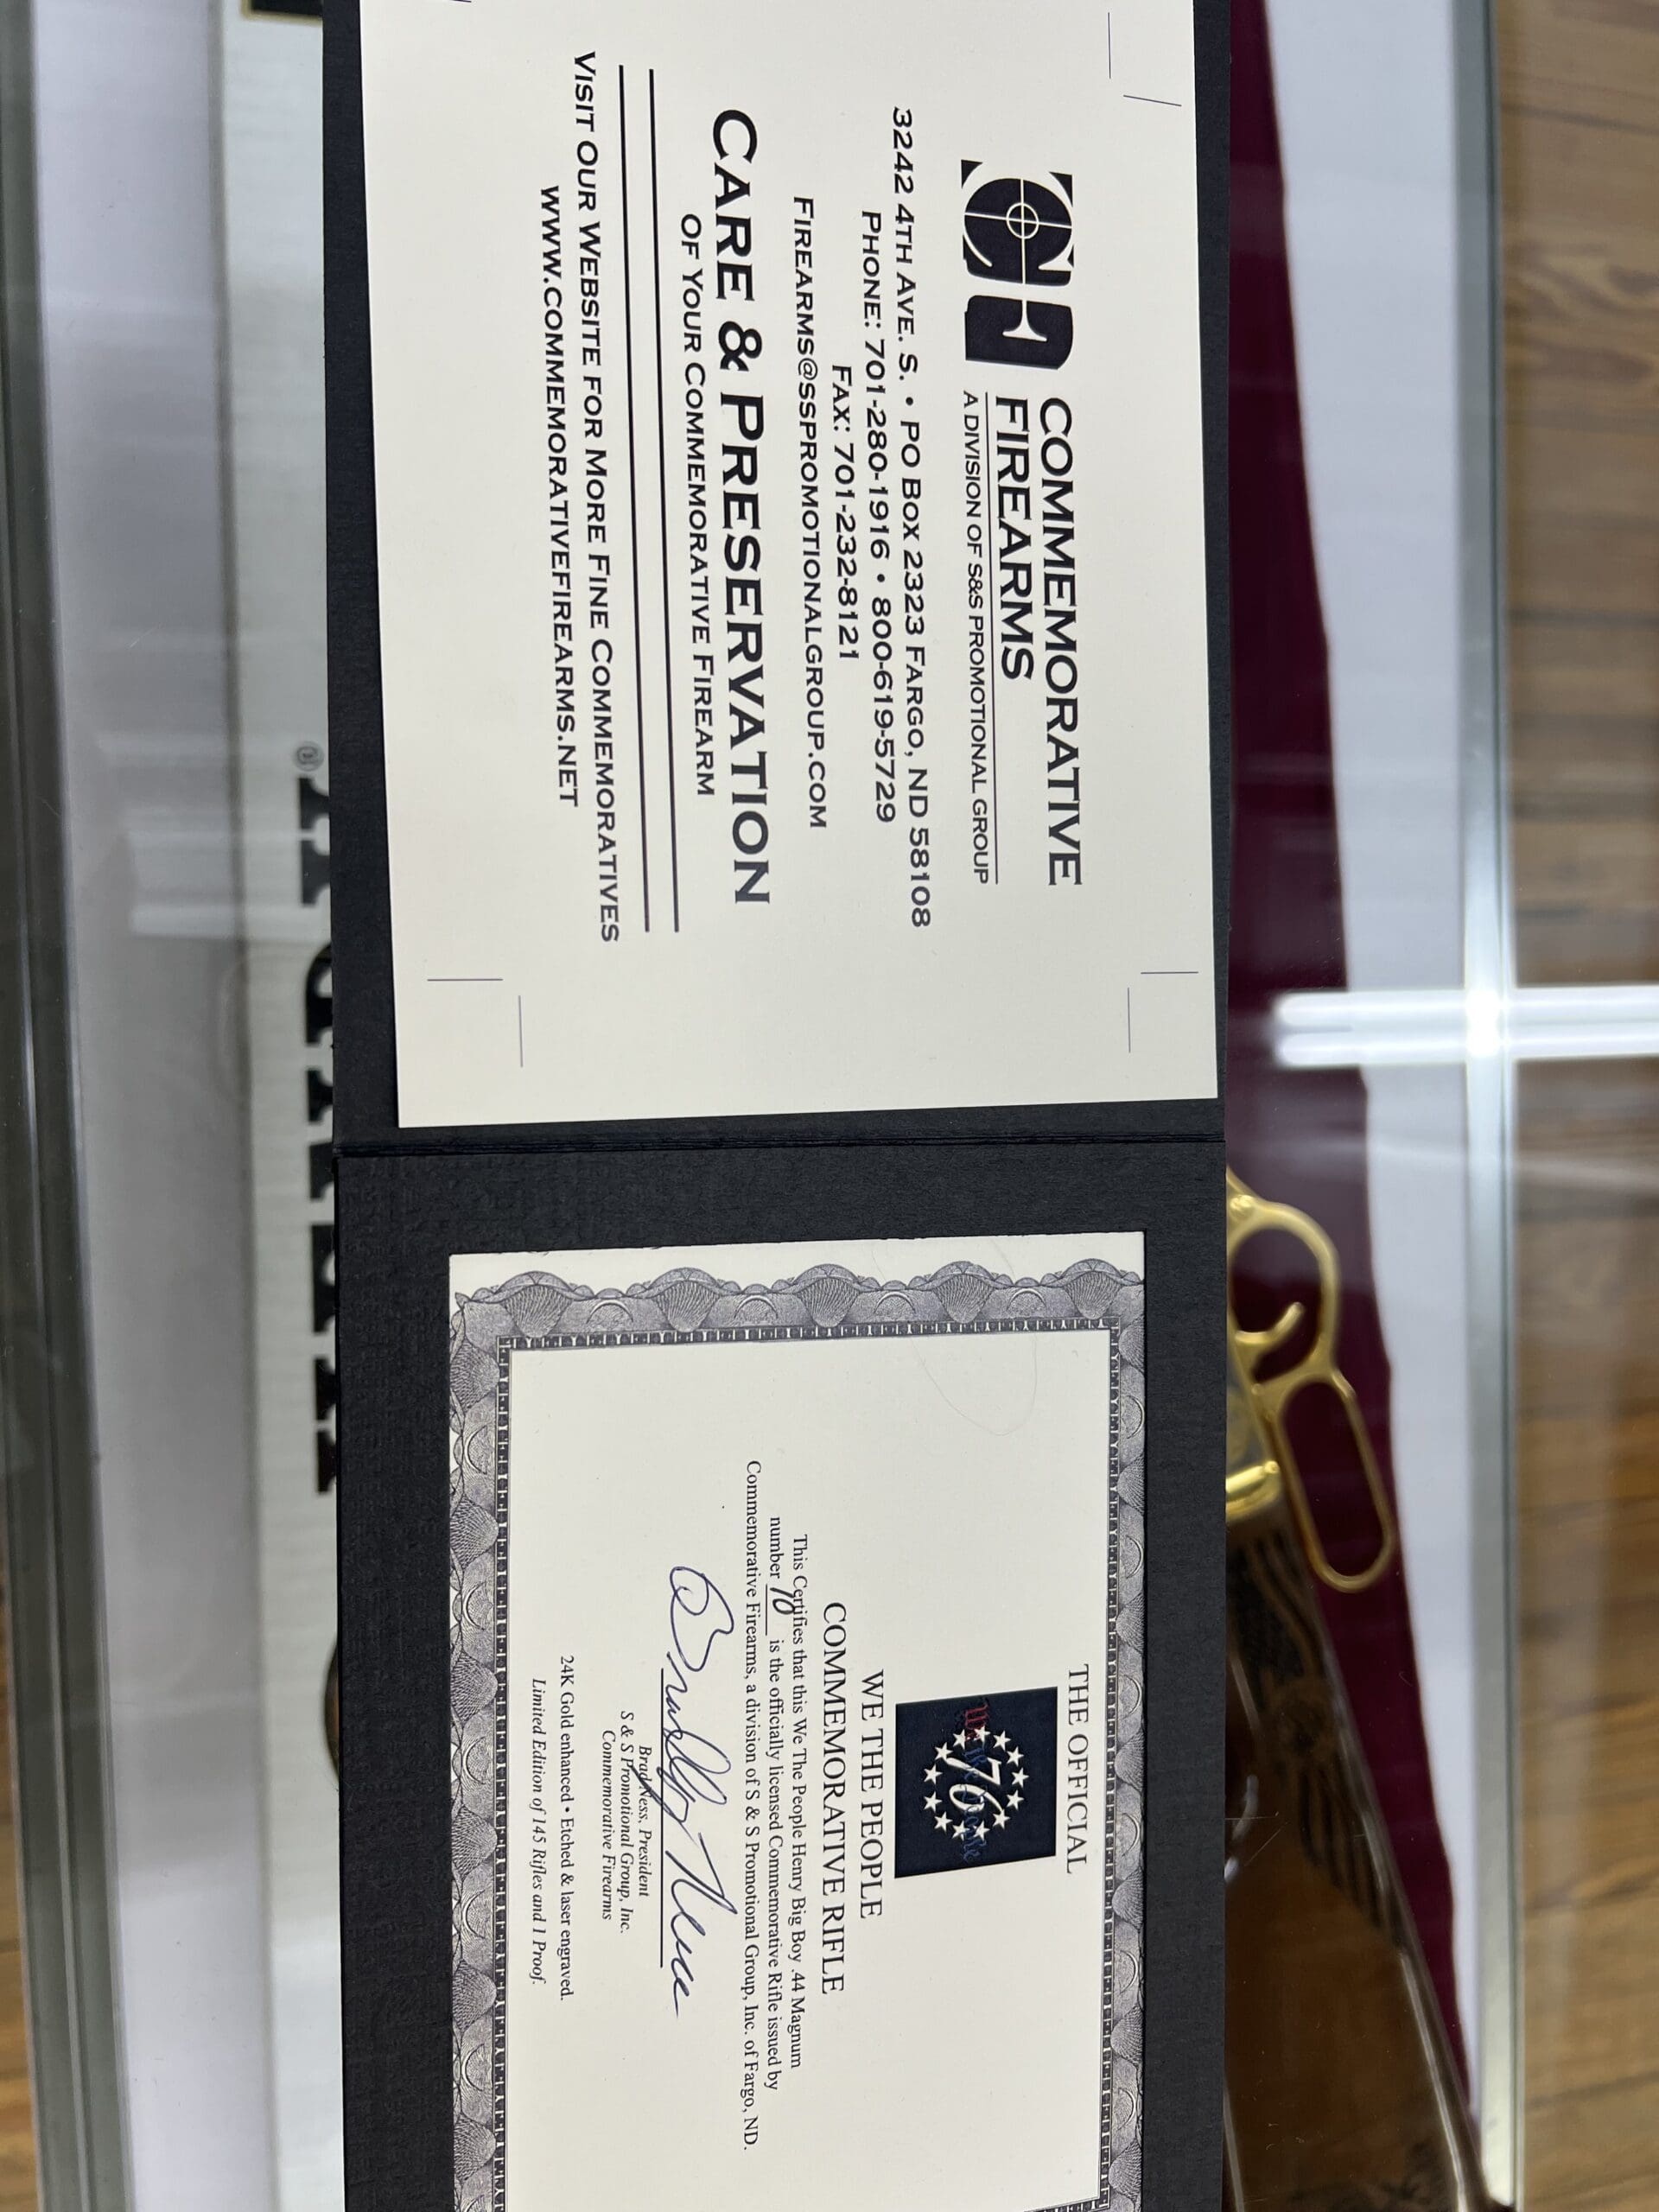 CF COMMEMORATIVE
FIREARMS
A DIVISION OF S&S PROMOTIONAL GROUP
3242 4TH AVE. S. • PO BOX 2323 FARGO, ND 58108
PHONE: 701-280-1916 • 800-619-5729
FAX: 701-232-8121
FIREARMS@SSPROMOTIONALGROUP.COM
CARE & PRESERVATION
OF YOUR COMMEMORATIVE FIREARM
VISIT OUR WEBSITE FOR MORE FINE COMMEMORATIVES
WWW.COMMEMORATIVEFIREARMS.NET
THE OFFICIAL
We the People
76
WE THE PEOPLE
COMMEMORATIVE RIFLE
This Certifies that this We The People Henry Big Boy .44 Magnum
number 70 is the officially licensed Commemorative Rifle issued by
Commemorative Firearms, a division of S & S Promotional Group, Inc. of Fargo, ND.
Brad Ness, President
S & S Promotional Group, Inc.
Commemorative Firearms
24K Gold enhanced • Etched & laser engraved.
Limited Edition of 145 Rifles and 1 Proof.